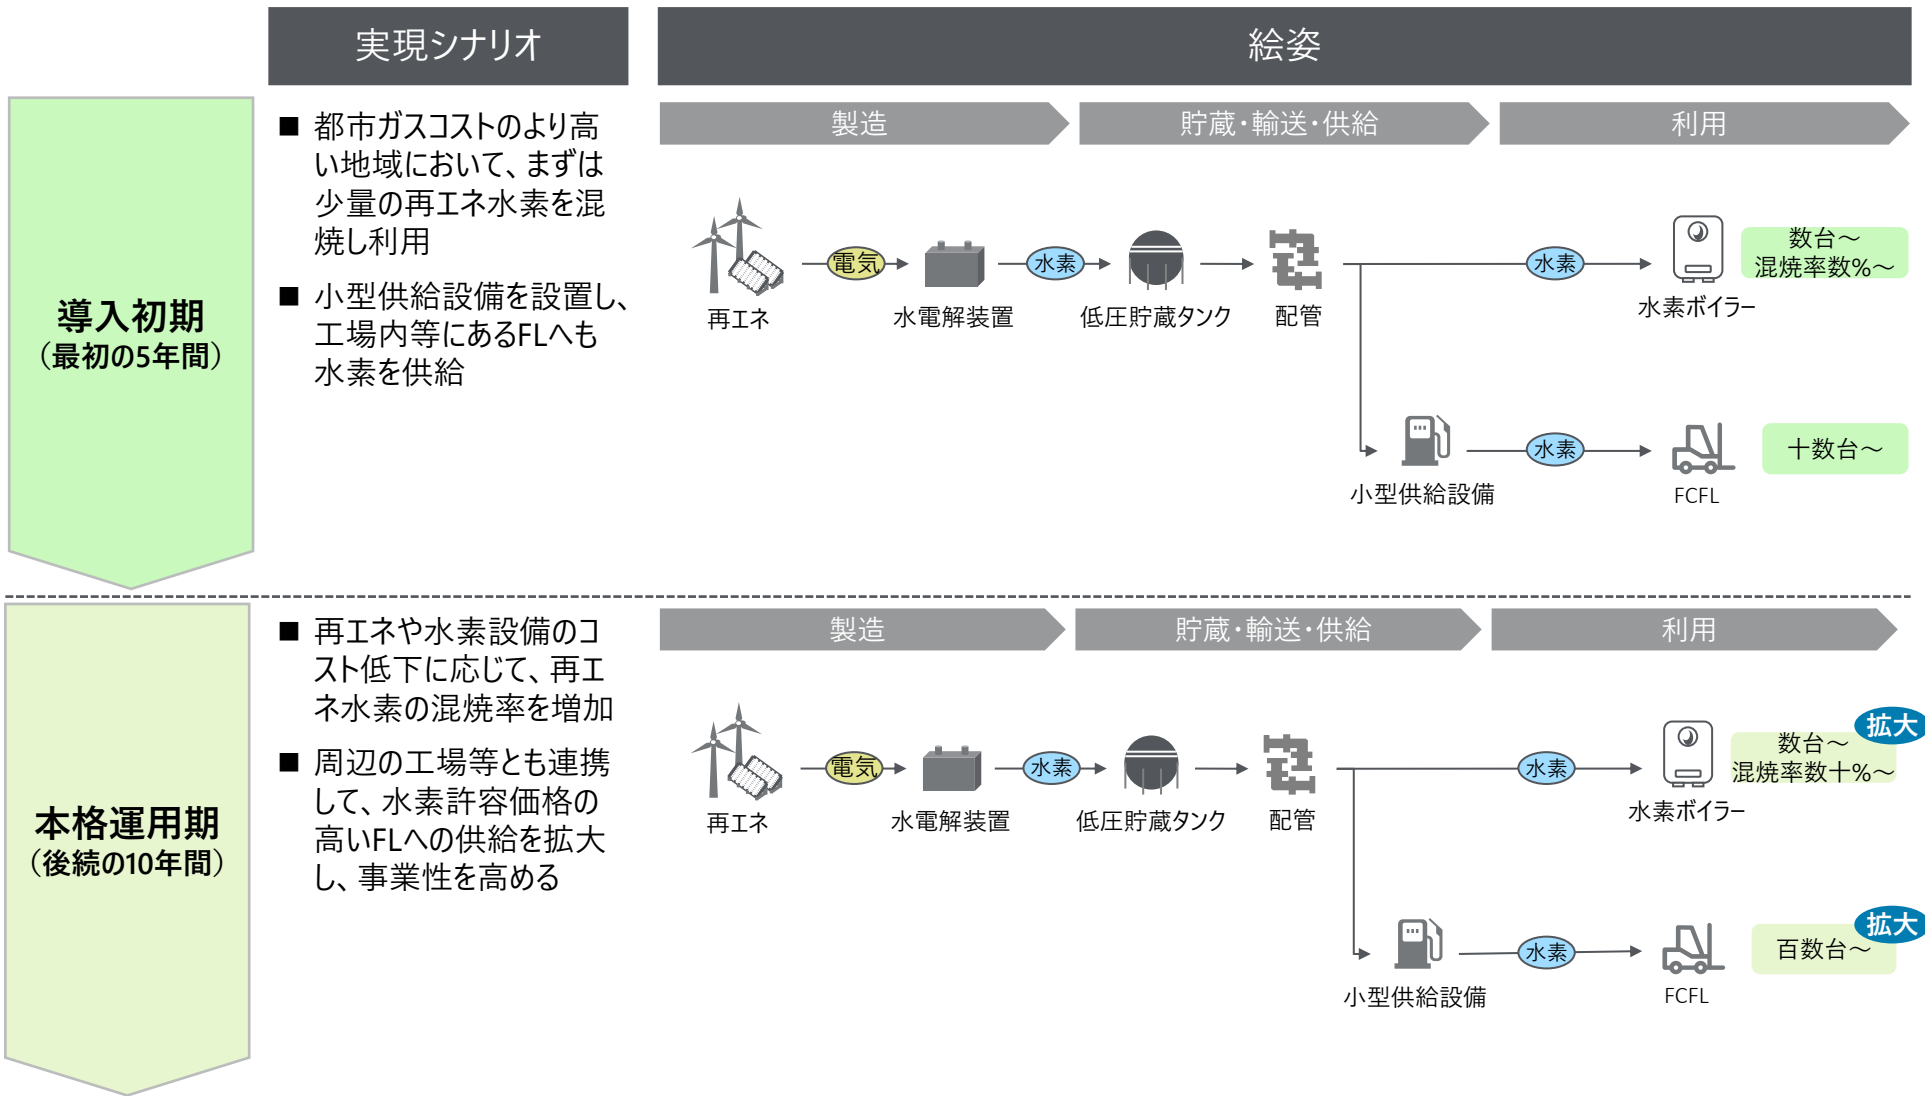 実現シナリオ
絵姿
導入初期
（最初の5年間）
■ 都市ガスコストのより高
い地域において、まずは
少量の再エネ水素を混
焼し利用
■ 小型供給設備を設置し、
工場内等にあるFLへも
水素を供給
製造
貯蔵・輸送・供給
利用
電気
水素
水素
再エネ
水電解装置
低圧貯蔵タンク
配管
水素ボイラー
数台～
混焼率数%～
水素
小型供給設備
FCFL
十数台～
本格運用期
（後続の10年間）
■ 再エネや水素設備のコ
スト低下に応じて、再エ
ネ水素の混焼率を増加
■ 周辺の工場等とも連携
して、水素許容価格の
高いFLへの供給を拡大
し、事業性を高める
製造
貯蔵・輸送・供給
利用
電気
水素
水素
再エネ
水電解装置
低圧貯蔵タンク
配管
水素ボイラー
拡大
数台～
混焼率数十%～
水素
小型供給設備
FCFL
拡大
百数台～